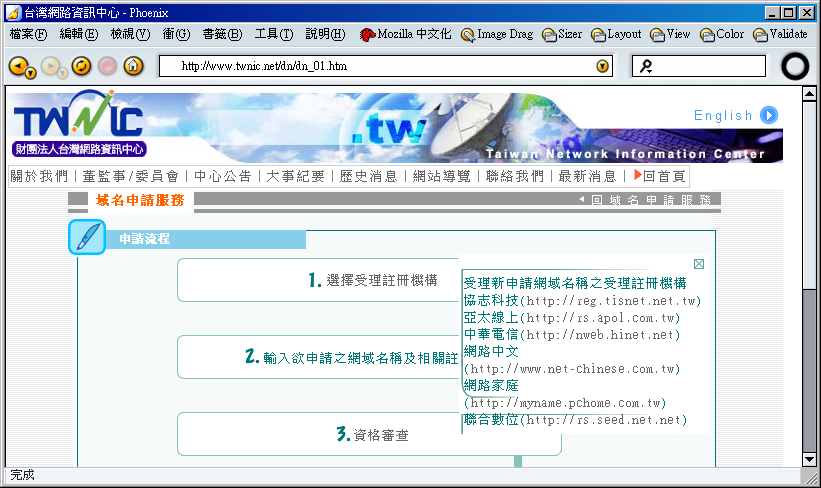 台灣網路資訊中心 - Phoenix
檔案(F) 編輯(E) 檢視(V) 衝(G) 書籤(B) 工具(T) 說明(H) Mozilla 中文化 Image Drag Sizer Layout View Color Validate
http://www.twnic.net/dn/dn_01.htm
TWNIC
財團法人台灣網路資訊中心
.tw
English
Taiwan Network Information Center
關於我們 | 董監事/委員會 | 中心公告 | 大事紀要 | 歷史消息 | 網站導覽 | 聯絡我們 | 最新消息 | 回首頁
域名申請服務
回域名申請服務
申請流程
1. 選擇受理註冊機構
2. 輸入欲申請之網域名稱及相關註
3. 資格審查
受理新申請網域名稱之受理註冊機構
協志科技(http://reg.tisnet.net.tw)
亞太線上(http://rs.apol.com.tw)
中華電信(http://nweb.hinet.net)
網路中文
(http://www.net-chinese.com.tw)
網路家庭
(http://myname.pchome.com.tw)
聯合數位(http://rs.seed.net.net)
完成